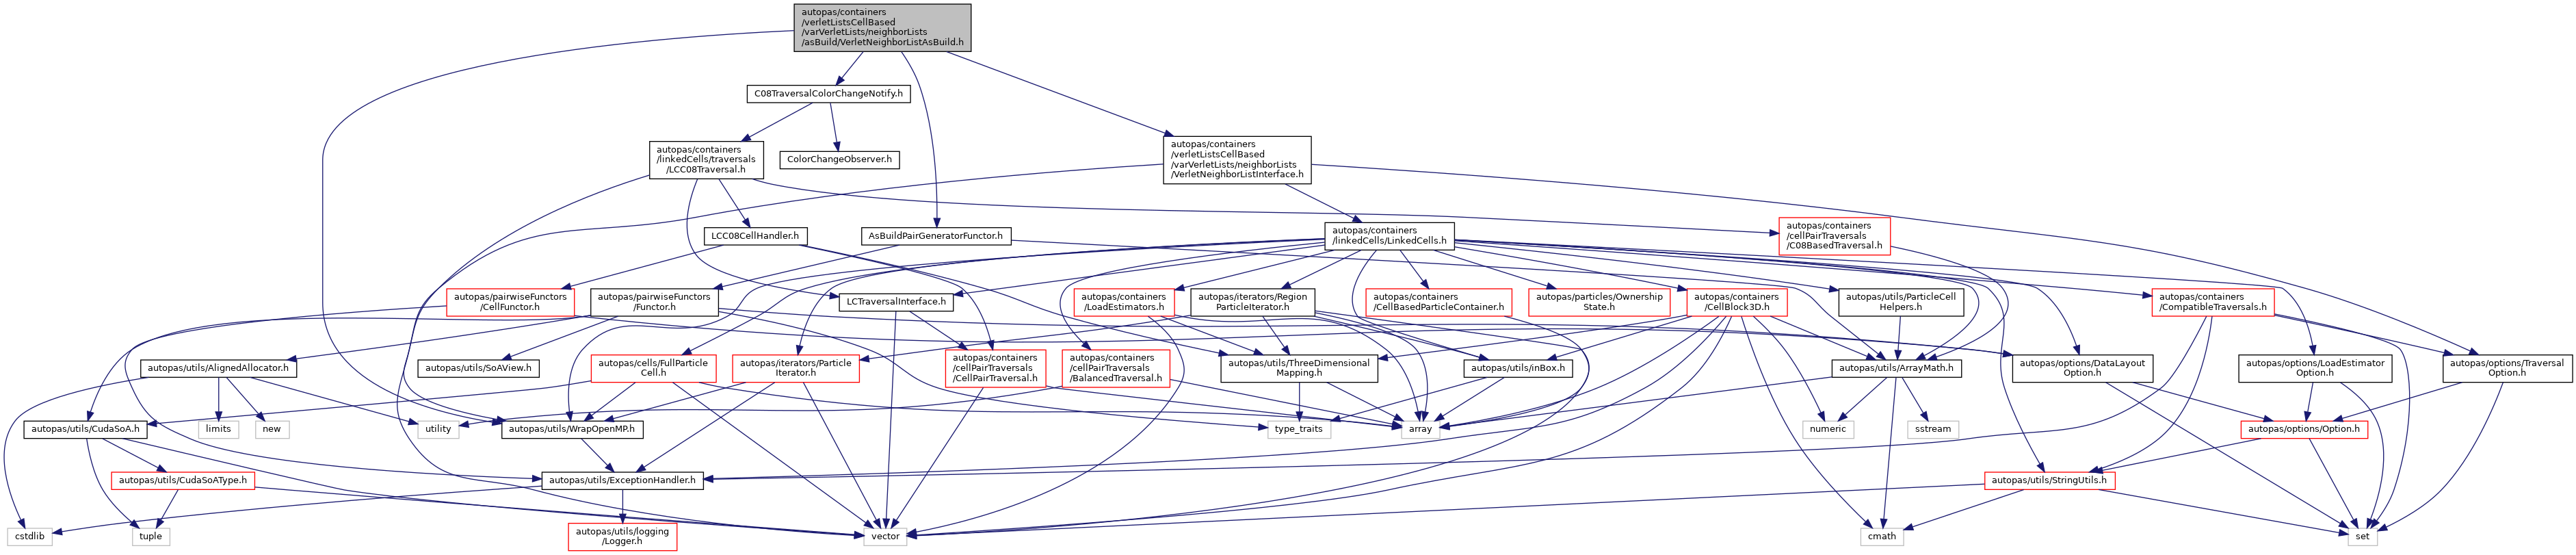 autopas/containers
/verletListsCellBased
/varVerletLists/neighborLists
/asBuild/VerletNeighborListAsBuild.h
C08TraversalColorChangeNotify.h
autopas/containers
/linkedCells/traversals
/LCC08Traversal.h
ColorChangeObserver.h
autopas/containers
/verletListsCellBased
/varVerletLists/neighborLists
/VerletNeighborListInterface.h
LCC08CellHandler.h
AsBuildPairGeneratorFunctor.h
autopas/containers
/linkedCells/LinkedCells.h
autopas/containers
/cellPairTraversals
/C08BasedTraversal.h
autopas/pairwiseFunctors
/CellFunctor.h
autopas/pairwiseFunctors
/Functor.h
LCTraversalInterface.h
autopas/containers
/LoadEstimators.h
autopas/iterators/Region
ParticleIterator.h
autopas/containers
/CellBasedParticleContainer.h
autopas/particles/Ownership
State.h
autopas/containers
/CellBlock3D.h
autopas/utils/ParticleCell
Helpers.h
autopas/containers
/CompatibleTraversals.h
autopas/utils/AlignedAllocator.h
autopas/utils/SoAView.h
autopas/cells/FullParticle
Cell.h
autopas/iterators/Particle
Iterator.h
autopas/containers
/cellPairTraversals
/CellPairTraversal.h
autopas/containers
/cellPairTraversals
/BalancedTraversal.h
autopas/utils/ThreeDimensional
Mapping.h
autopas/utils/inBox.h
autopas/utils/ArrayMath.h
autopas/options/DataLayout
Option.h
autopas/options/LoadEstimator
Option.h
autopas/options/Traversal
Option.h
autopas/utils/CudaSoA.h
limits
new
utility
autopas/utils/WrapOpenMP.h
type_traits
array
numeric
sstream
autopas/options/Option.h
autopas/utils/CudaSoAType.h
autopas/utils/ExceptionHandler.h
autopas/utils/StringUtils.h
cstdlib
tuple
autopas/utils/logging
/Logger.h
vector
cmath
set